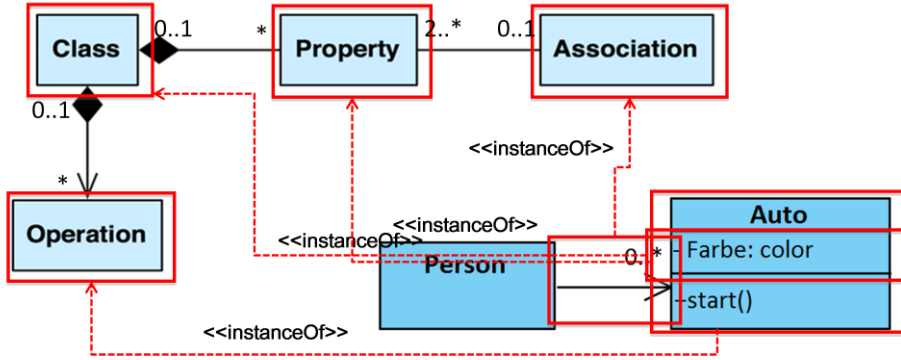 0..1
*
2..*
0..1
Class
Property
Association
0..1
<<instanceOf>>
*
Operation
<<instanceOf>>
Auto
<<instanceOf>>
Person
0..*
- Farbe: color
-start()
<<instanceOf>>